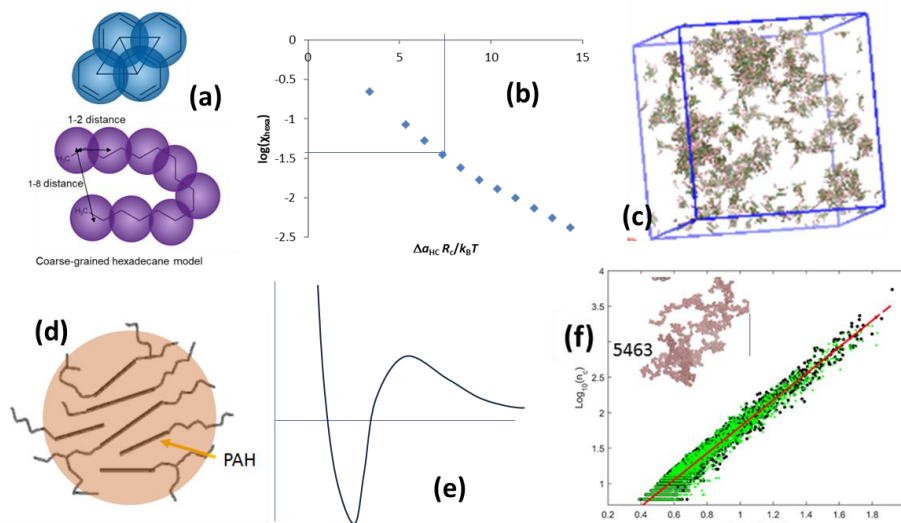 (a)
1-2 distance
H₃C
1-8 distance
H₃C
Coarse-grained hexadecane model
0 5 10 15
0
-0.5
-1
-1.5
-2
-2.5
log(xhexa)
(b)
Δa_HC R_c/k_BT
(c)
(d)
PAH
(e)
(f)
5463
4
3.5
3
2.5
2
1.5
1
Log₁₀(n_c)
0.2 0.4 0.6 0.8 1 1.2 1.4 1.6 1.8